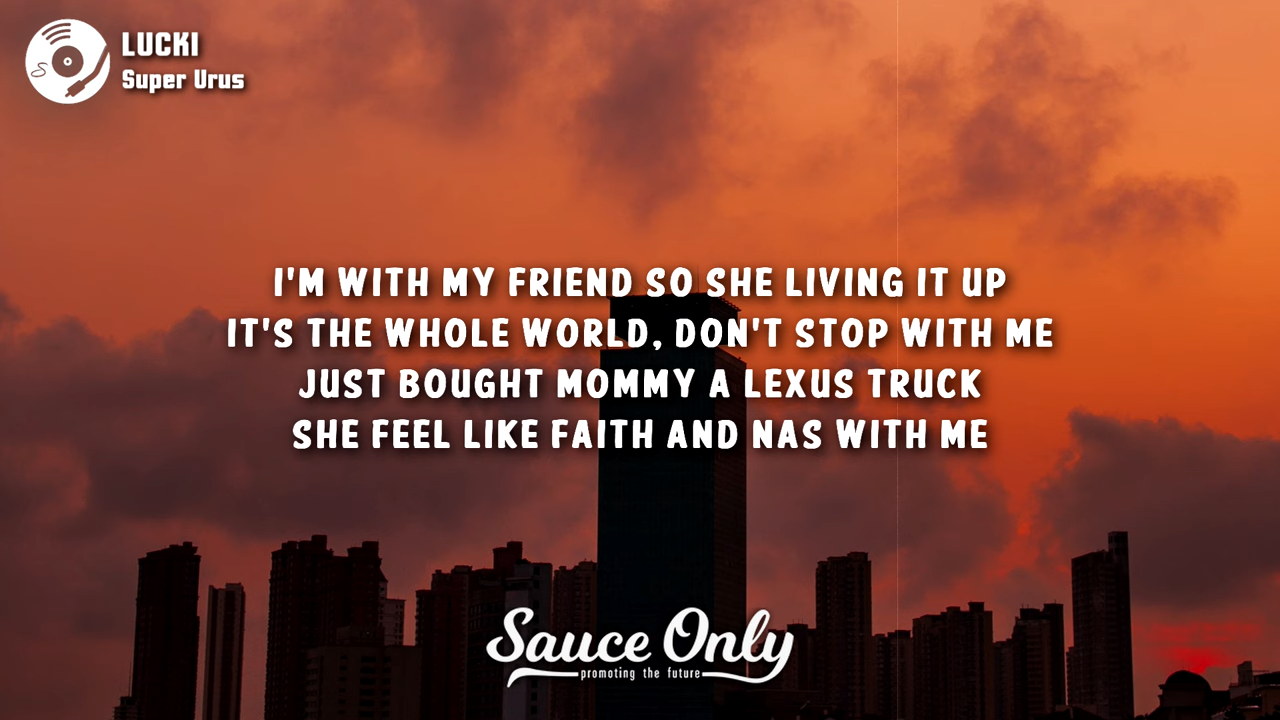 LUCKI
Super Urus
I'M WITH MY FRIEND SO SHE LIVING IT UP
IT'S THE WHOLE WORLD, DON'T STOP WITH ME
JUST BOUGHT MOMMY A LEXUS TRUCK
SHE FEEL LIKE FAITH AND NAS WITH ME
Sauce Only
promoting the future